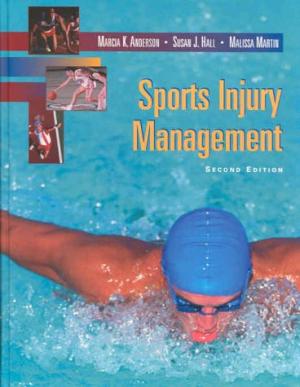 MARCIA K. ANDERSON • SUSAN J. HALL • MALISSA MARTIN
Sports Injury
Management
SECOND EDITION